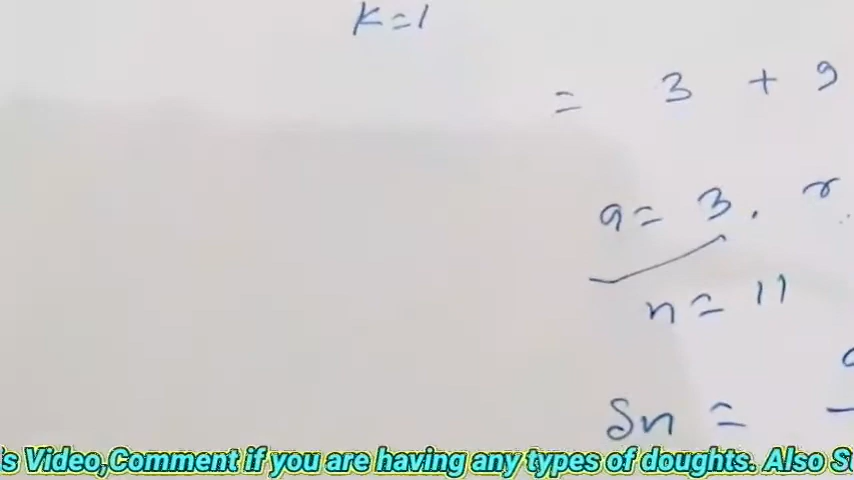 K=1
= 3 + 9
a = 3 . r
n = 11
Sn =
s Video,Comment if you are having any types of doughts. Also S